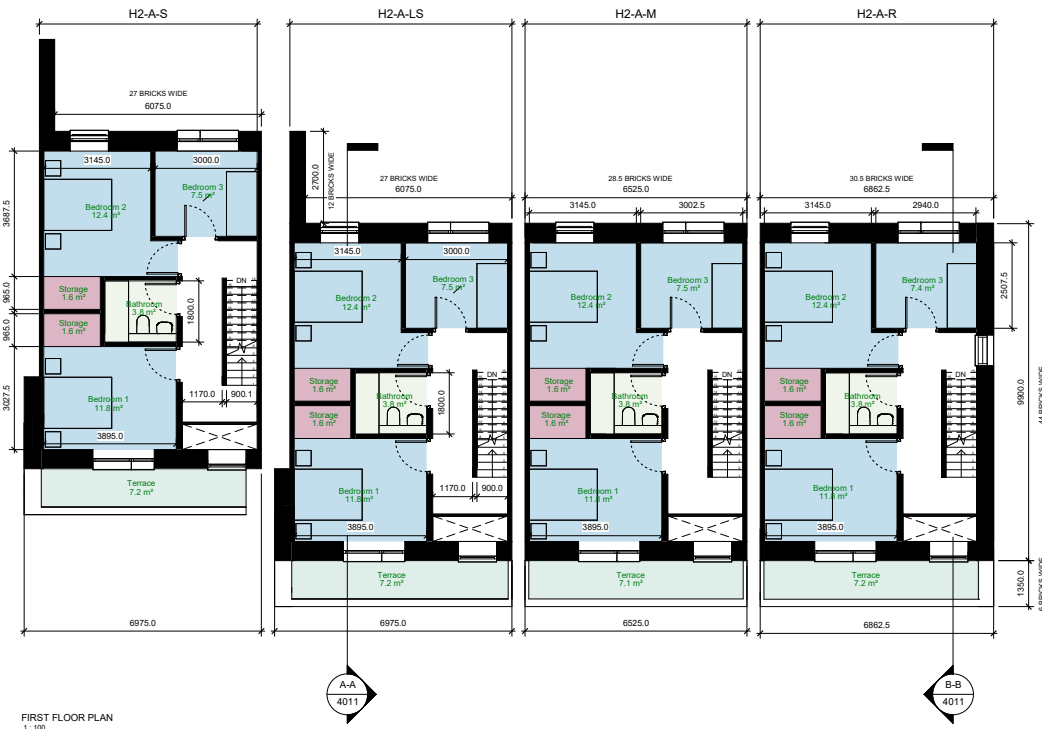 H2-A-S
H2-A-LS
H2-A-M
H2-A-R
27 BRICKS WIDE
6075.0
3145.0
3000.0
3687.5
965.0
965.0
3027.5
Bedroom 2
12.4 m²
Bedroom 3
7.5 m²
Storage
1.6 m²
Storage
1.6 m²
Bathroom
3.8 m²
1800.0
DN
1170.0
900.1
Bedroom 1
11.8 m²
3895.0
Terrace
7.2 m²
6975.0
2700.0
12 BRICKS WIDE
27 BRICKS WIDE
6075.0
3145.0
3000.0
Bedroom 2
12.4 m²
Bedroom 3
7.5 m²
Storage
1.6 m²
Storage
1.6 m²
Bathroom
3.8 m²
1800.0
DN
1170.0
900.0
Bedroom 1
11.8 m²
3895.0
Terrace
7.2 m²
6975.0
28.5 BRICKS WIDE
6525.0
3145.0
3002.5
Bedroom 2
12.4 m²
Bedroom 3
7.5 m²
Storage
1.6 m²
Storage
1.6 m²
Bathroom
3.8 m²
DN
Bedroom 1
11.8 m²
3895.0
Terrace
7.1 m²
6525.0
30.5 BRICKS WIDE
6862.5
3145.0
2940.0
Bedroom 2
12.4 m²
Bedroom 3
7.4 m²
2507.5
Storage
1.6 m²
Storage
1.6 m²
Bathroom
3.8 m²
DN
9900.0
44 BRICKS WIDE
Bedroom 1
11.8 m²
3895.0
Terrace
7.2 m²
1350.0
6 BRICKS WIDE
6862.5
A-A
4011
B-B
4011
FIRST FLOOR PLAN
1 : 100